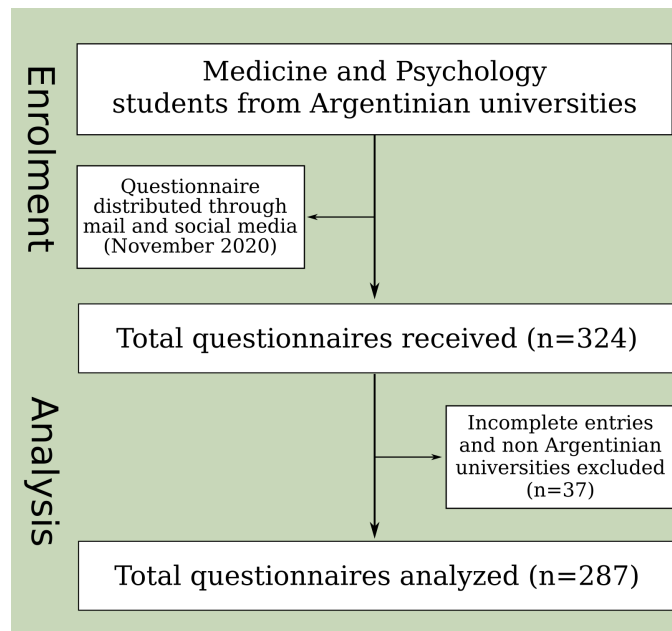 Enrolment
Medicine and Psychology
students from Argentinian universities
Questionnaire
distributed through
mail and social media
(November 2020)
Total questionnaires received (n=324)
Analysis
Incomplete entries
and non Argentinian
universities excluded
(n=37)
Total questionnaires analyzed (n=287)